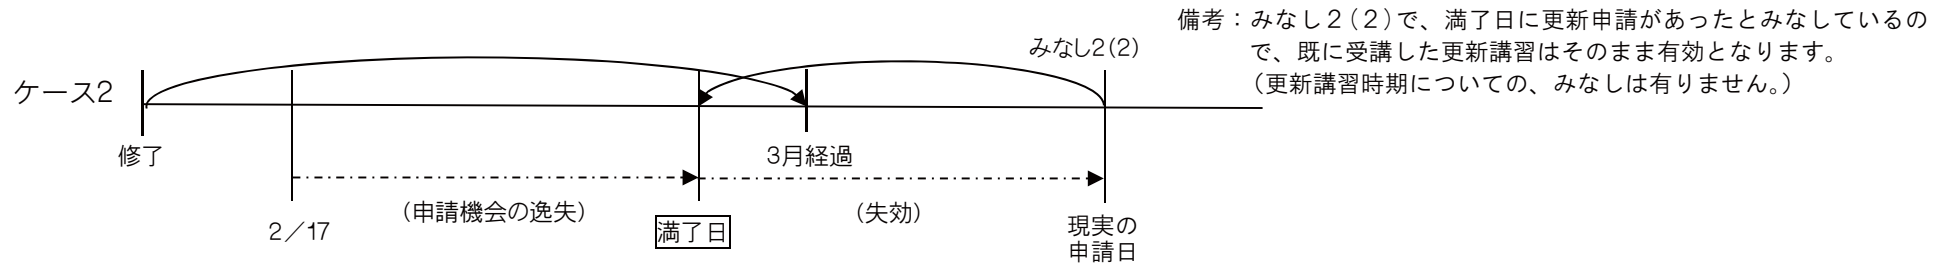 備考：みなし２（２）で、満了日に更新申請があったとみなしているの
で、既に受講した更新講習はそのまま有効となります。
（更新講習時期についての、みなしは有りません。）
みなし2(2)
ケース2
修了
3月経過
（申請機会の逸失）
（失効）
2／17
満了日
現実の
申請日